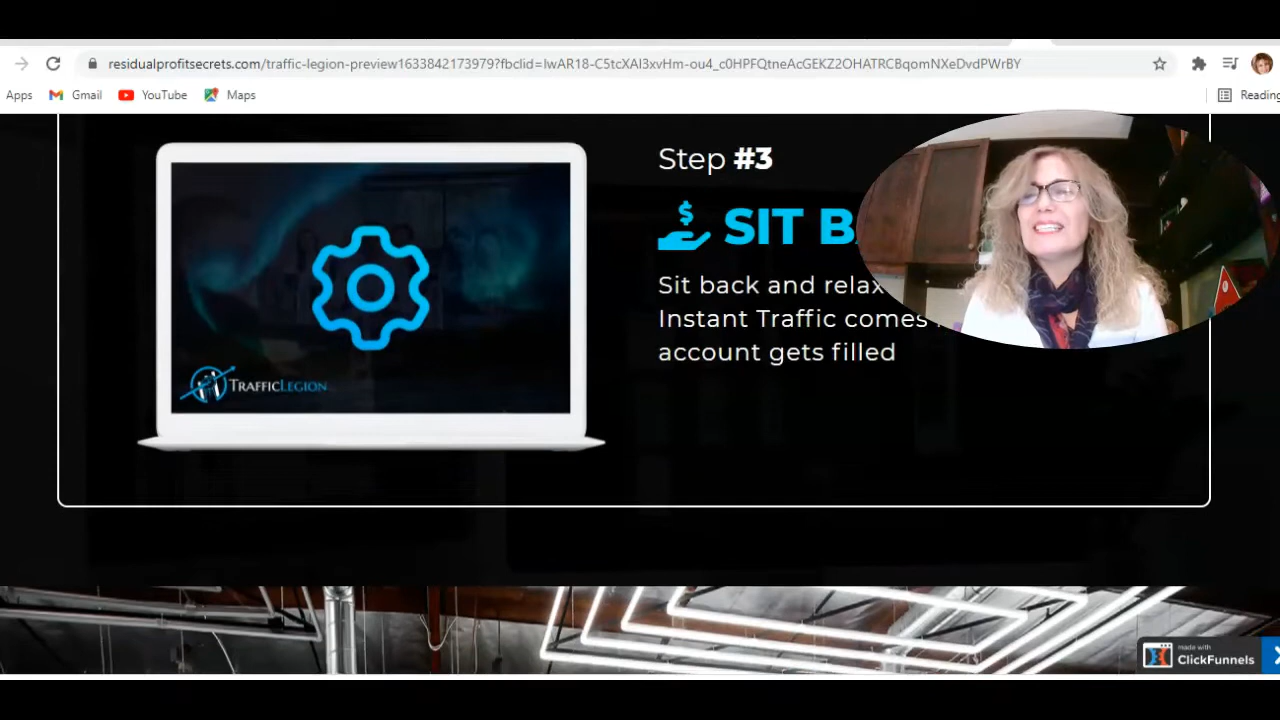 residualprofitsecrets.com/traffic-legion-preview1633842173979?fbclid=IwAR18-C5tcXAl3xvHm-ou4_c0HPFQtneAcGEKZ2OHATRCBqomNXeDvdPWrBY
Apps Gmail YouTube Maps Reading
Step #3
SIT B
Sit back and relax
Instant Traffic comes
account gets filled
TRAFFICLEGION
made with
ClickFunnels